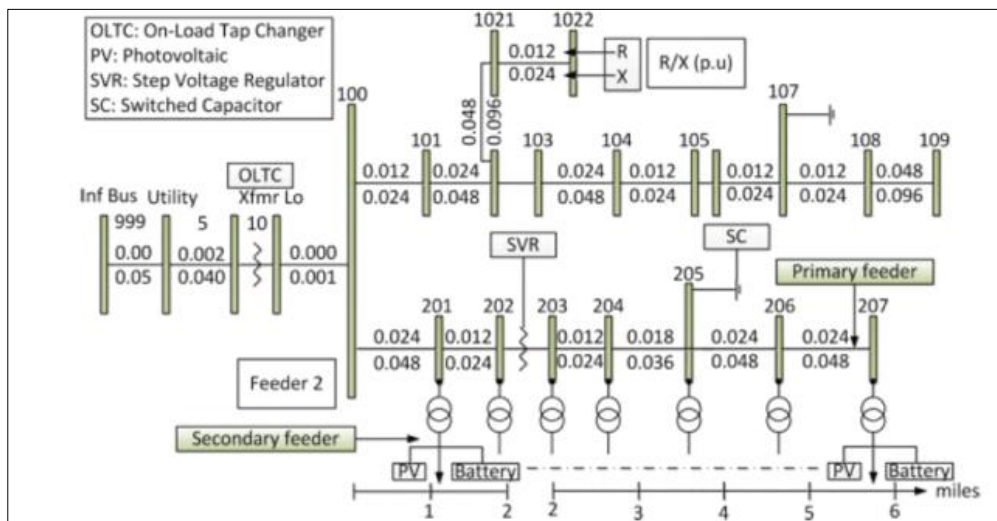 OLTC: On-Load Tap Changer
PV: Photovoltaic
SVR: Step Voltage Regulator
SC: Switched Capacitor
1021 1022
0.012 R
0.024 X
R/X (p.u)
0.048 0.096
100 101 103 104 105 107 108 109
0.012 0.024 0.024 0.012 0.012 0.012 0.048
0.024 0.048 0.048 0.024 0.024 0.024 0.096
OLTC
Inf Bus Utility Xfmr Lo
999 5 10
0.00 0.002 0.000
0.05 0.040 0.001
SVR
SC
Primary feeder
201 202 203 204 205 206 207
0.024 0.012 0.012 0.018 0.024 0.024
0.048 0.024 0.024 0.036 0.048 0.048
Feeder 2
Secondary feeder
PV Battery PV Battery
miles
1 2 2 3 4 5 6